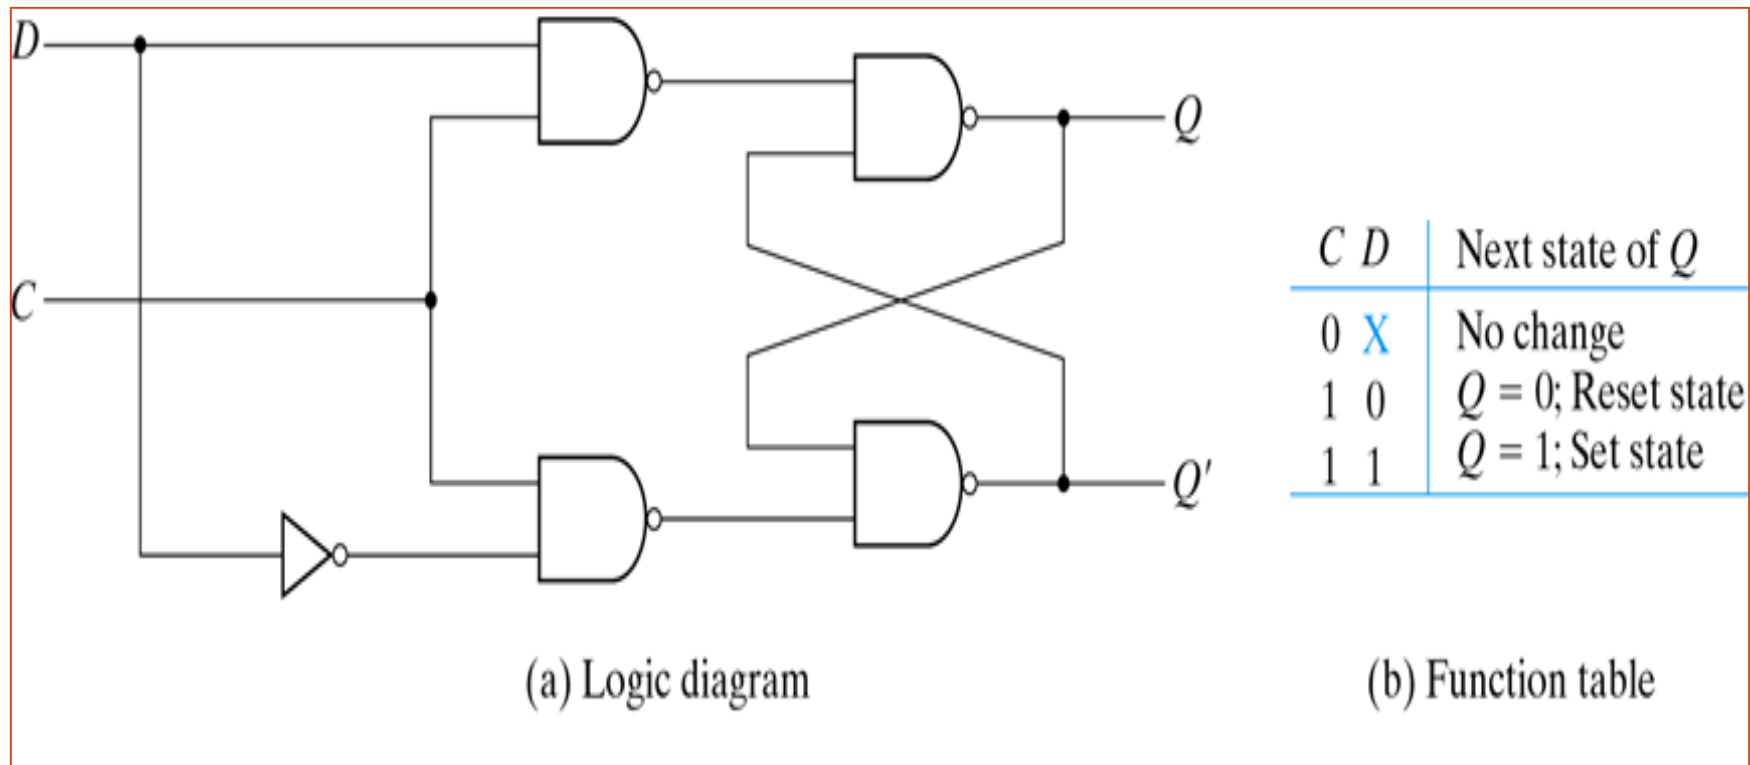 D
C
Q
Q′
(a) Logic diagram
C D Next state of Q
0 X No change
1 0 Q = 0; Reset state
1 1 Q = 1; Set state
(b) Function table